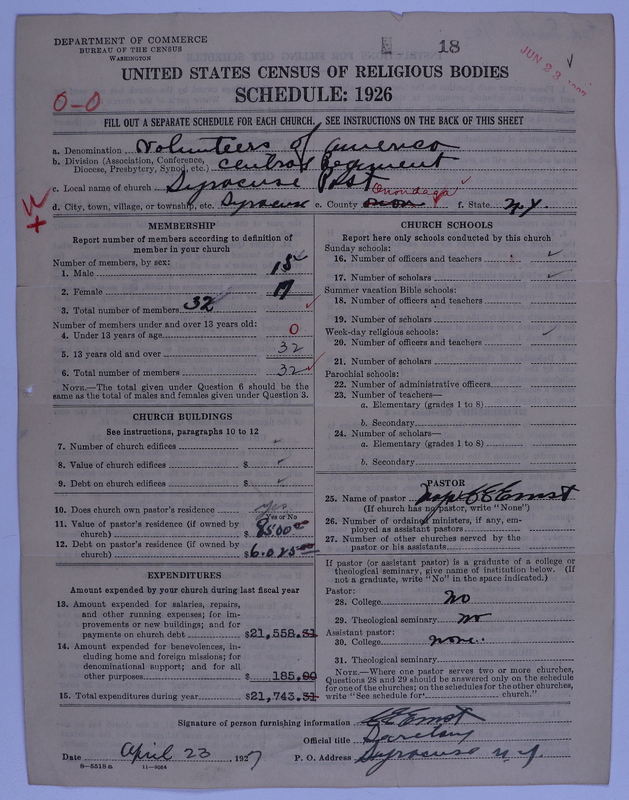 DEPARTMENT OF COMMERCE
BUREAU OF THE CENSUS
WASHINGTON
18
JUN 23
UNITED STATES CENSUS OF RELIGIOUS BODIES
SCHEDULE: 1926
0-0
FILL OUT A SEPARATE SCHEDULE FOR EACH CHURCH. SEE INSTRUCTIONS ON THE BACK OF THIS SHEET
a. Denomination Volunteers of America
b. Division (Association, Conference, Diocese, Presbytery, Synod, etc.) Central Regiment
c. Local name of church Syracuse Post
d. City, town, village, or township, etc. Syracuse e. County Onondaga f. State N.Y.
MEMBERSHIP
Report number of members according to definition of
member in your church
Number of members, by sex:
1. Male 15
2. Female 17
3. Total number of members 32
Number of members under and over 13 years old:
4. Under 13 years of age 0
5. 13 years old and over 32
6. Total number of members 32
NOTE.—The total given under Question 6 should be
same as the total of males and females given under Question 3.
CHURCH BUILDINGS
See instructions, paragraphs 10 to 12
7. Number of church edifices
8. Value of church edifices $
9. Debt on church edifices $
10. Does church own pastor's residence yes
Yes or No
11. Value of pastor's residence (if owned by
church) $ 8500.00
12. Debt on pastor's residence (if owned by
church) $ 6.025.00
EXPENDITURES
Amount expended by your church during last fiscal year
13. Amount expended for salaries, repairs,
and other running expenses; for im-
provements or new buildings; and for
payments on church debt $21,558.31
14. Amount expended for benevolences, in-
cluding home and foreign missions; for
denominational support; and for all
other purposes $ 185.00
15. Total expenditures during year $21,743.31
CHURCH SCHOOLS
Report here only schools conducted by this church
Sunday schools:
16. Number of officers and teachers
17. Number of scholars
Summer vacation Bible schools:
18. Number of officers and teachers
19. Number of scholars
Week-day religious schools:
20. Number of officers and teachers
21. Number of scholars
Parochial schools:
22. Number of administrative officers
23. Number of teachers—
a. Elementary (grades 1 to 8)
b. Secondary
24. Number of scholars—
a. Elementary (grades 1 to 8)
b. Secondary
PASTOR
25. Name of pastor C E Ernst
(If church has no pastor, write "None")
26. Number of ordained ministers, if any, em-
ployed as assistant pastors
27. Number of other churches served by the
pastor or his assistants
If pastor (or assistant pastor) is a graduate of a college or
theological seminary, give name of institution below. (If
not a graduate, write "No" in the space indicated.)
Pastor:
28. College No
29. Theological seminary No
Assistant pastor:
30. College none.
31. Theological seminary
NOTE.—Where one pastor serves two or more churches,
Questions 28 and 29 should be answered only on the schedule
for one of the churches; on the schedules for the other churches,
write "See schedule for church."
Signature of person furnishing information C E Ernst
Official title Secretary
Date April 23, 1927 P. O. Address Syracuse N.Y.
8—5518 a 11—9054